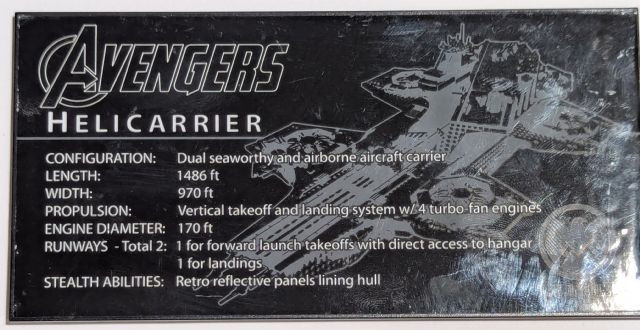 AVENGERS
HELICARRIER
CONFIGURATION: Dual seaworthy and airborne aircraft carrier
LENGTH: 1486 ft
WIDTH: 970 ft
PROPULSION: Vertical takeoff and landing system w/ 4 turbo-fan engines
ENGINE DIAMETER: 170 ft
RUNWAYS - Total 2: 1 for forward launch takeoffs with direct access to hangar
1 for landings
STEALTH ABILITIES: Retro reflective panels lining hull